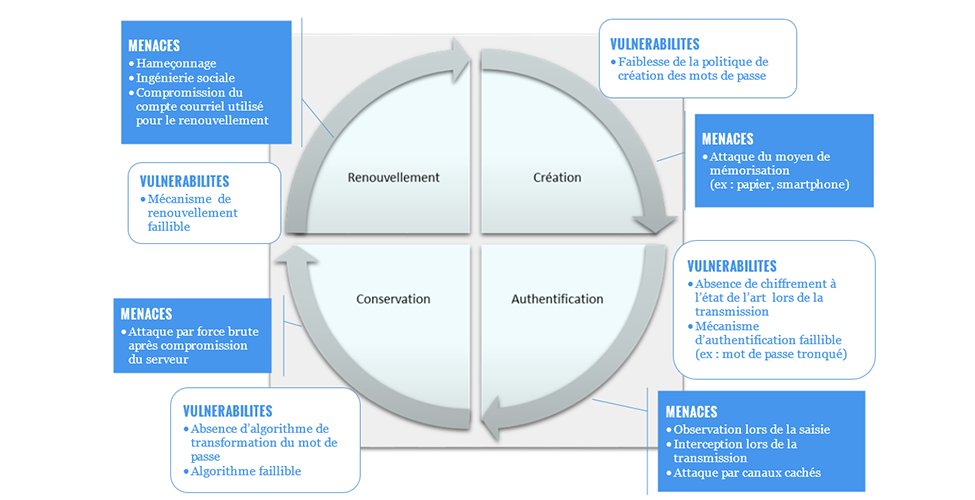 MENACES
• Hameçonnage
• Ingénierie sociale
• Compromission du
compte courriel utilisé
pour le renouvellement
VULNERABILITES
• Faiblesse de la politique de
création des mots de passe
MENACES
• Attaque du moyen de
mémorisation
(ex : papier, smartphone)
VULNERABILITES
• Mécanisme de
renouvellement
faillible
Renouvellement
Création
Conservation
Authentification
VULNERABILITES
• Absence de chiffrement à
l’état de l’art lors de la
transmission
• Mécanisme
d’authentification faillible
(ex : mot de passe tronqué)
MENACES
• Attaque par force brute
après compromission
du serveur
VULNERABILITES
• Absence d’algorithme de
transformation du mot de
passe
• Algorithme faillible
MENACES
• Observation lors de la saisie
• Interception lors de la
transmission
• Attaque par canaux cachés